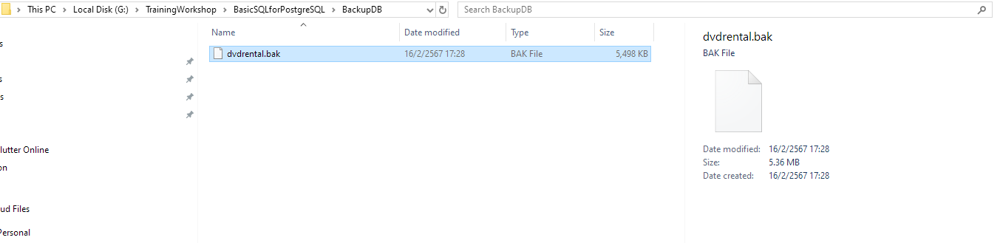 This PC > Local Disk (G:) > TrainingWorkshop > BasicSQLforPostgreSQL > BackupDB
Search BackupDB
Name Date modified Type Size
dvdrental.bak 16/2/2567 17:28 BAK File 5,498 KB
dvdrental.bak
BAK File
Date modified: 16/2/2567 17:28
Size: 5.36 MB
Date created: 16/2/2567 17:28
s
s
s
lutter Online
on
ud Files
Personal